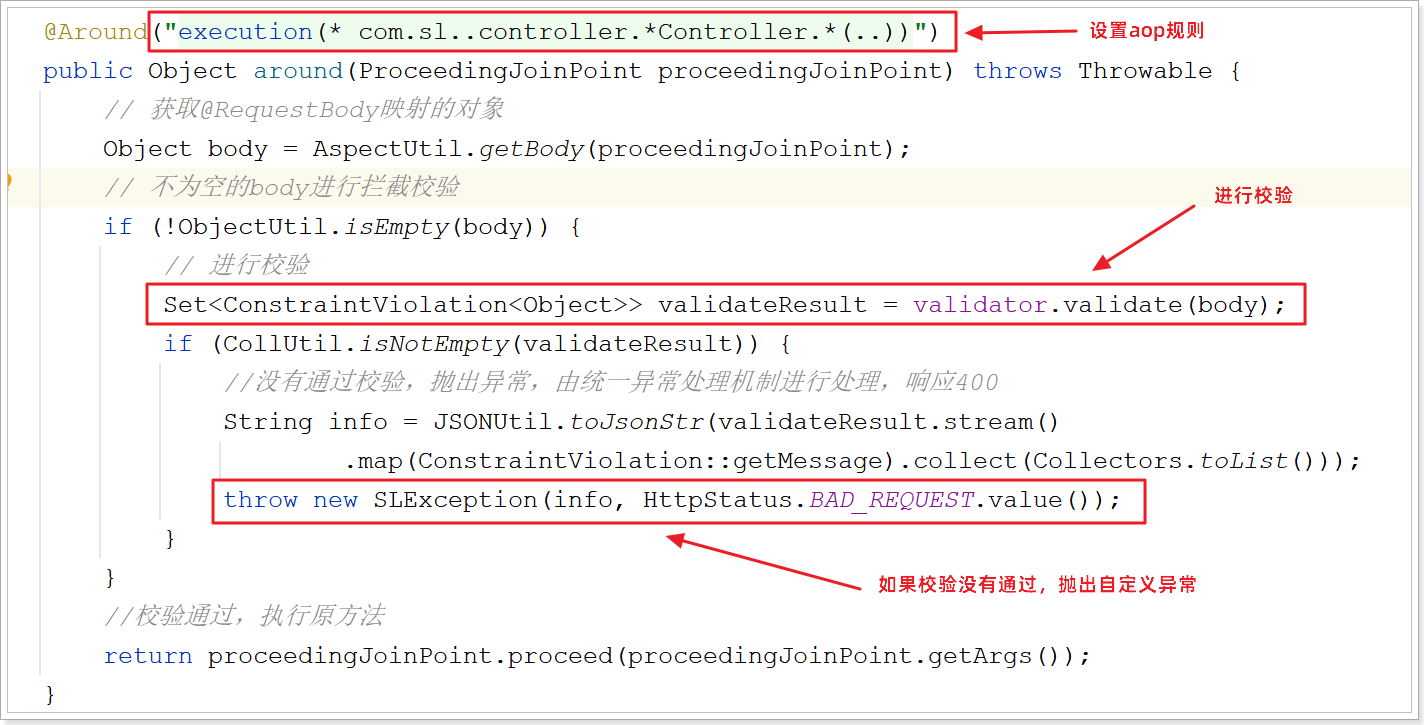 @Around("execution(* com.sl..controller.*Controller.*(..))") 设置aop规则
public Object around(ProceedingJoinPoint proceedingJoinPoint) throws Throwable {
// 获取@RequestBody映射的对象
Object body = AspectUtil.getBody(proceedingJoinPoint);
// 不为空的body进行拦截校验
进行校验
if (!ObjectUtil.isEmpty(body)) {
// 进行校验
Set<ConstraintViolation<Object>> validateResult = validator.validate(body);
if (CollUtil.isNotEmpty(validateResult)) {
//没有通过校验，抛出异常，由统一异常处理机制进行处理，响应400
String info = JSONUtil.toJsonStr(validateResult.stream()
.map(ConstraintViolation::getMessage).collect(Collectors.toList()));
throw new SLException(info, HttpStatus.BAD_REQUEST.value());
}
}
如果校验没有通过，抛出自定义异常
//校验通过，执行原方法
return proceedingJoinPoint.proceed(proceedingJoinPoint.getArgs());
}